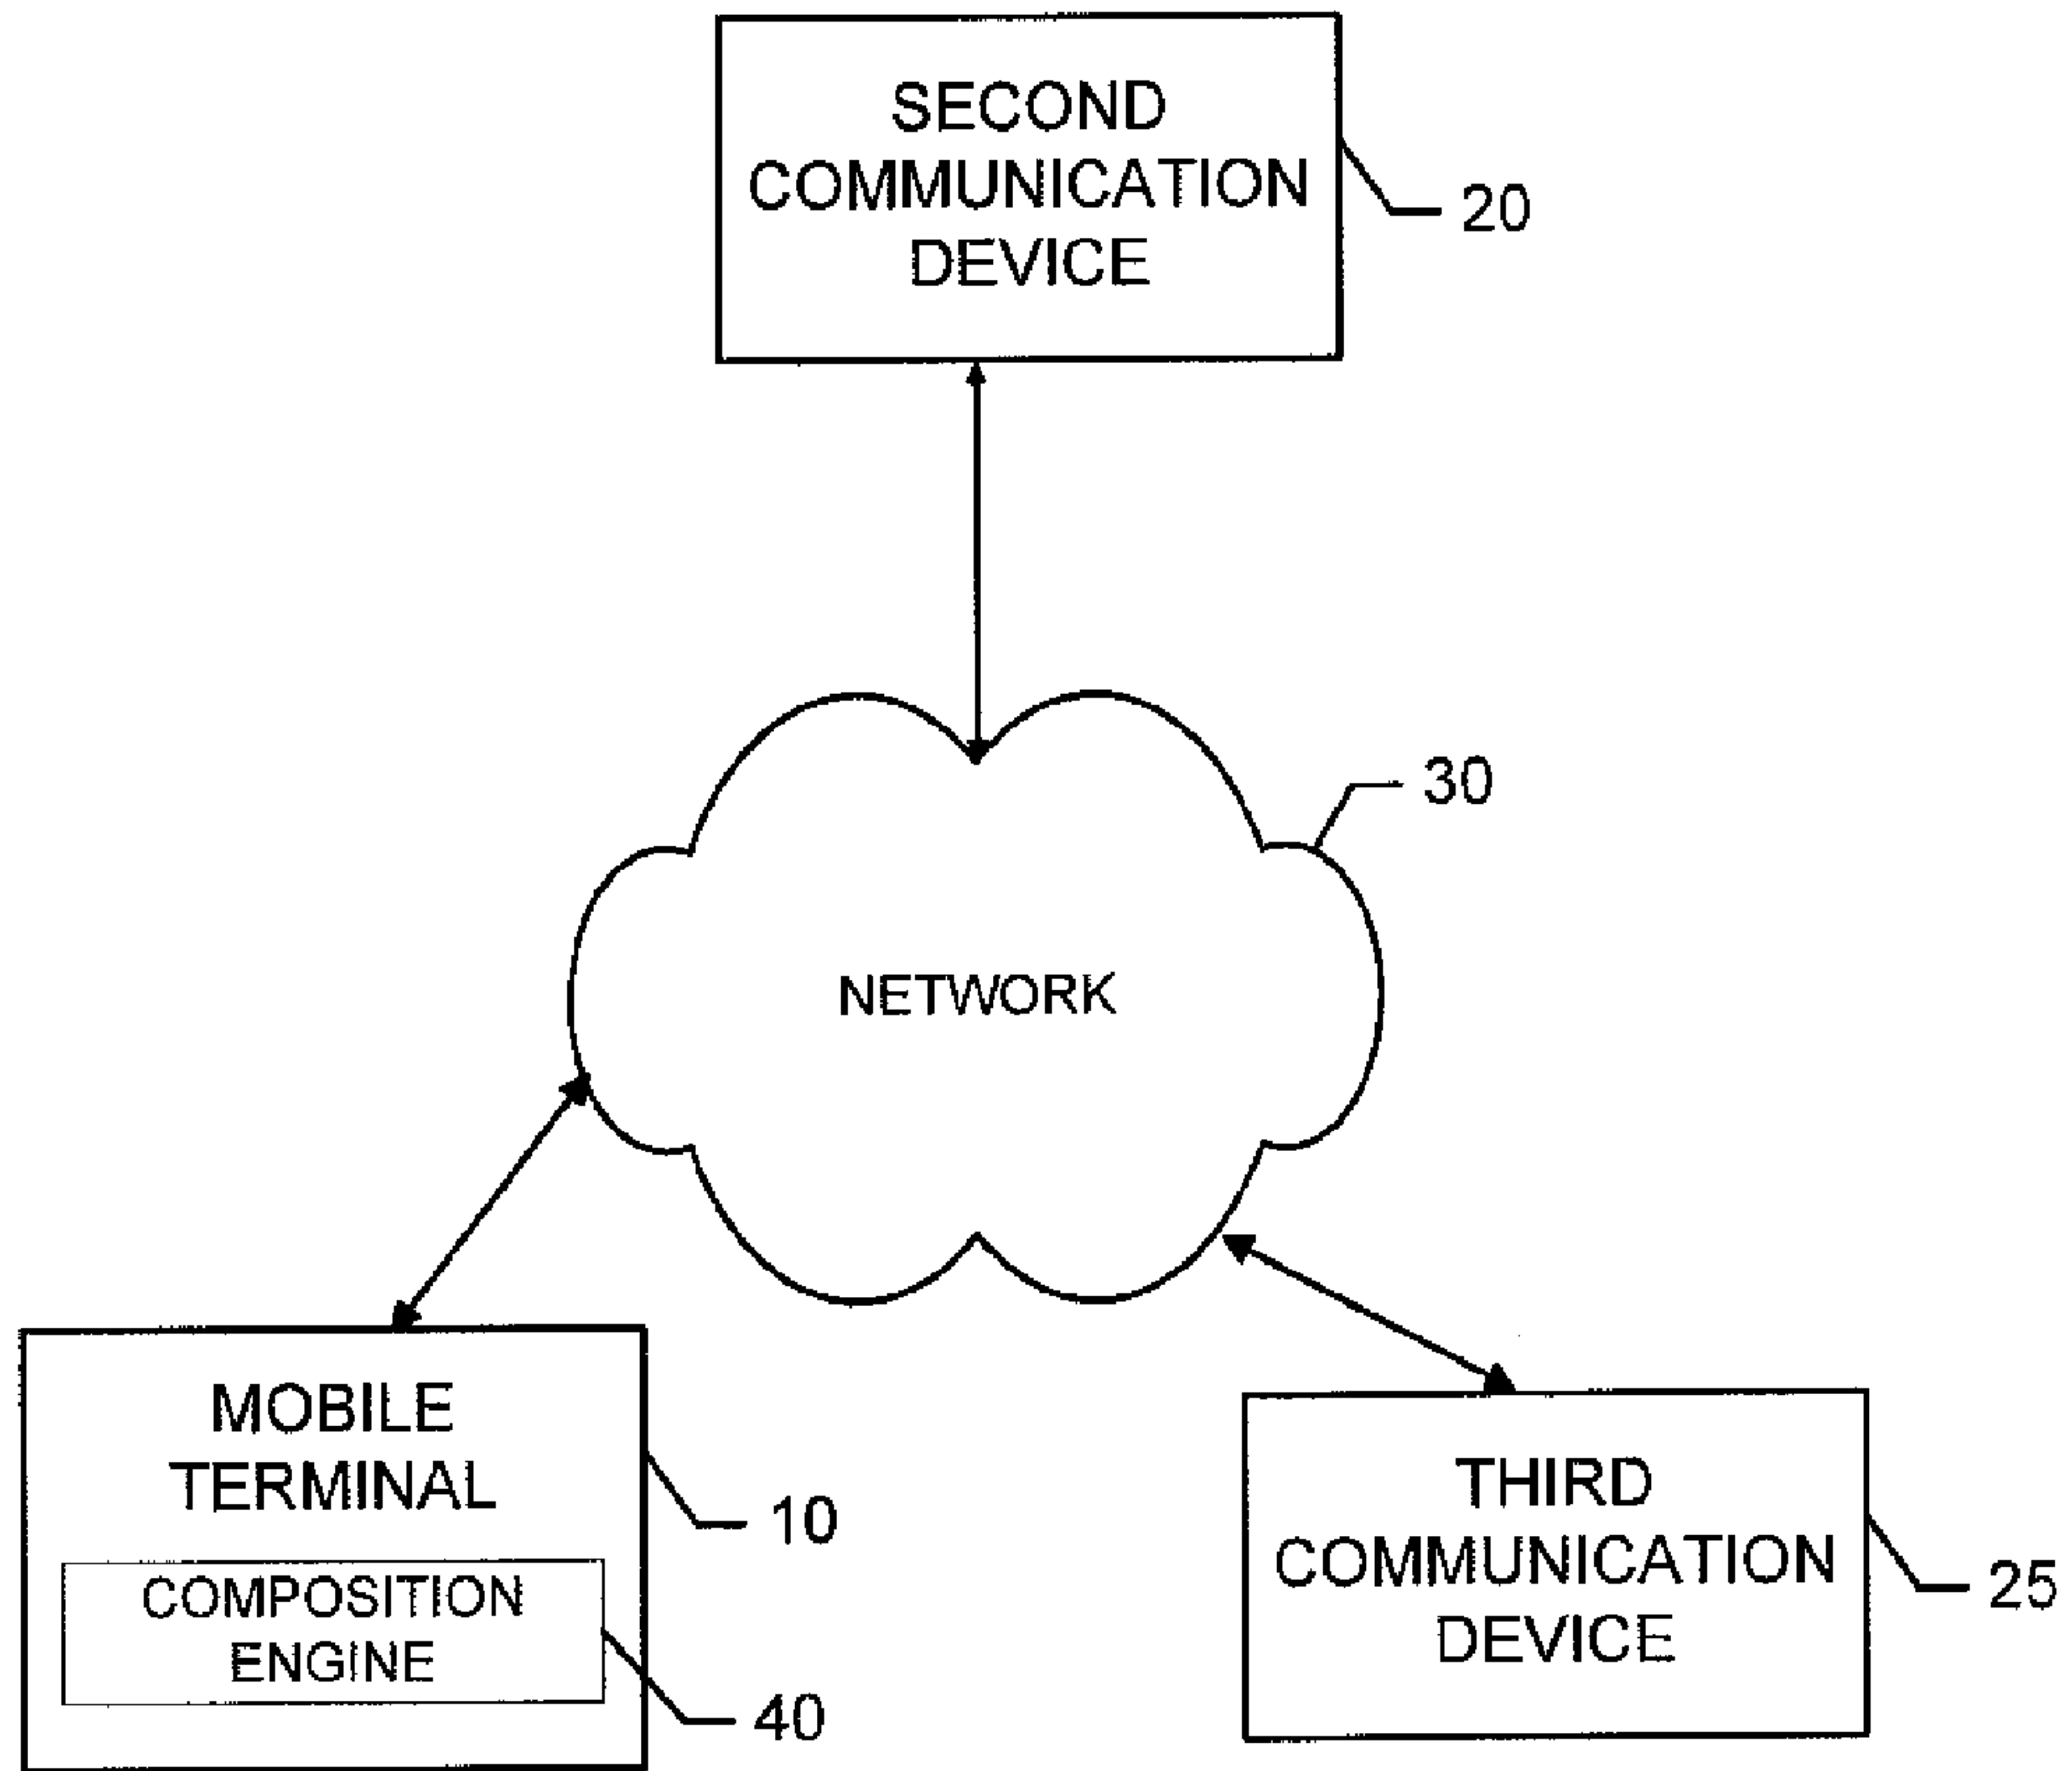 SECOND
COMMUNICATION
DEVICE
20
30
NETWORK
MOBILE
TERMINAL
10
COMPOSITION
ENGINE
40
THIRD
COMMUNICATION
DEVICE
25